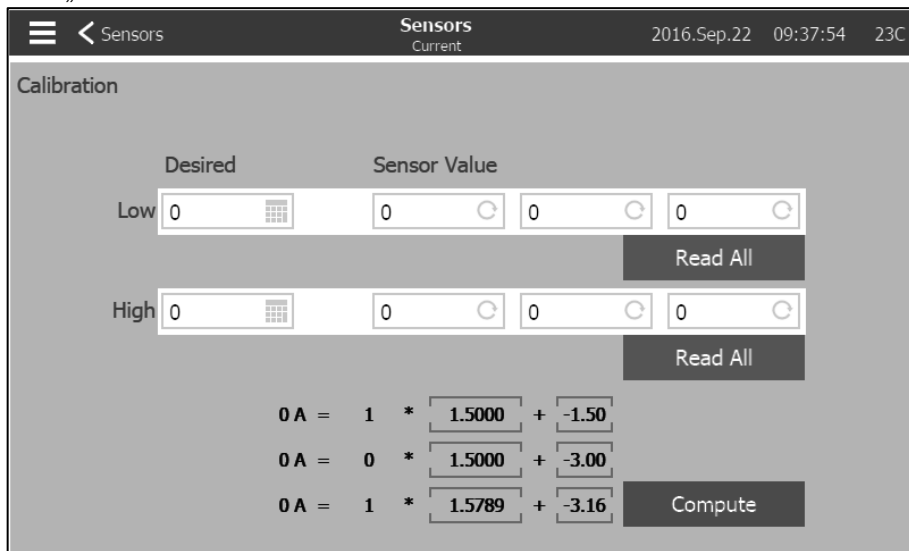 Sensors Sensors 2016.Sep.22 09:37:54 23C
Current
Calibration
Desired Sensor Value
Low 0 0 0 0
Read All
High 0 0 0 0
Read All
0 A = 1 * 1.5000 + -1.50
0 A = 0 * 1.5000 + -3.00
0 A = 1 * 1.5789 + -3.16 Compute